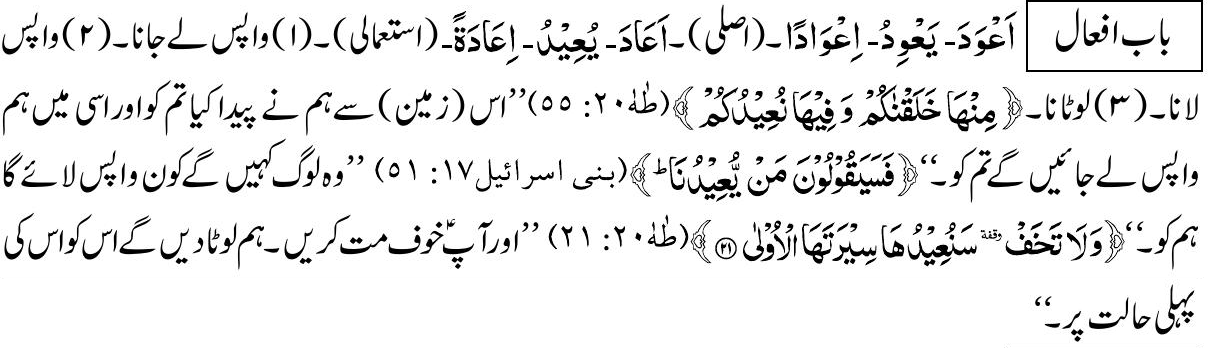 باب افعال اَعْوَدَ۔ یَعْوِدُ۔ اِعْوَادًا۔ (اصلی)۔ اَعَادَ۔ یُعِیْدُ۔ اِعَادَةً۔ (استعمالی)۔ (۱) واپس لے جانا۔ (۲) واپس
لانا۔ (۳) لوٹانا۔ ﴿مِنْهَا خَلَقْنٰكُمْ وَ فِیْهَا نُعِیْدُكُمْ﴾ (طٰهٰ ۲۰: ۵۵) ’’اس (زمین) سے ہم نے پیدا کیا تم کو اور اسی میں ہم
واپس لے جائیں گے تم کو۔‘‘ ﴿فَسَیَقُوْلُوْنَ مَنْ یُّعِیْدُنَا ؕ﴾ (بنی اسرائیل ۱۷: ۵۱) ’’وہ لوگ کہیں گے کون واپس لائے گا
ہم کو۔‘‘ ﴿وَ لَا تَخَفْ وقفة سَنُعِیْدُهَا سِیْرَتَهَا الْاُوْلٰی ۝۲۱﴾ (طٰهٰ ۲۰: ۲۱) ’’اور آپؑ خوف مت کریں۔ ہم لوٹا دیں گے اس کو اس کی
پہلی حالت پر۔‘‘